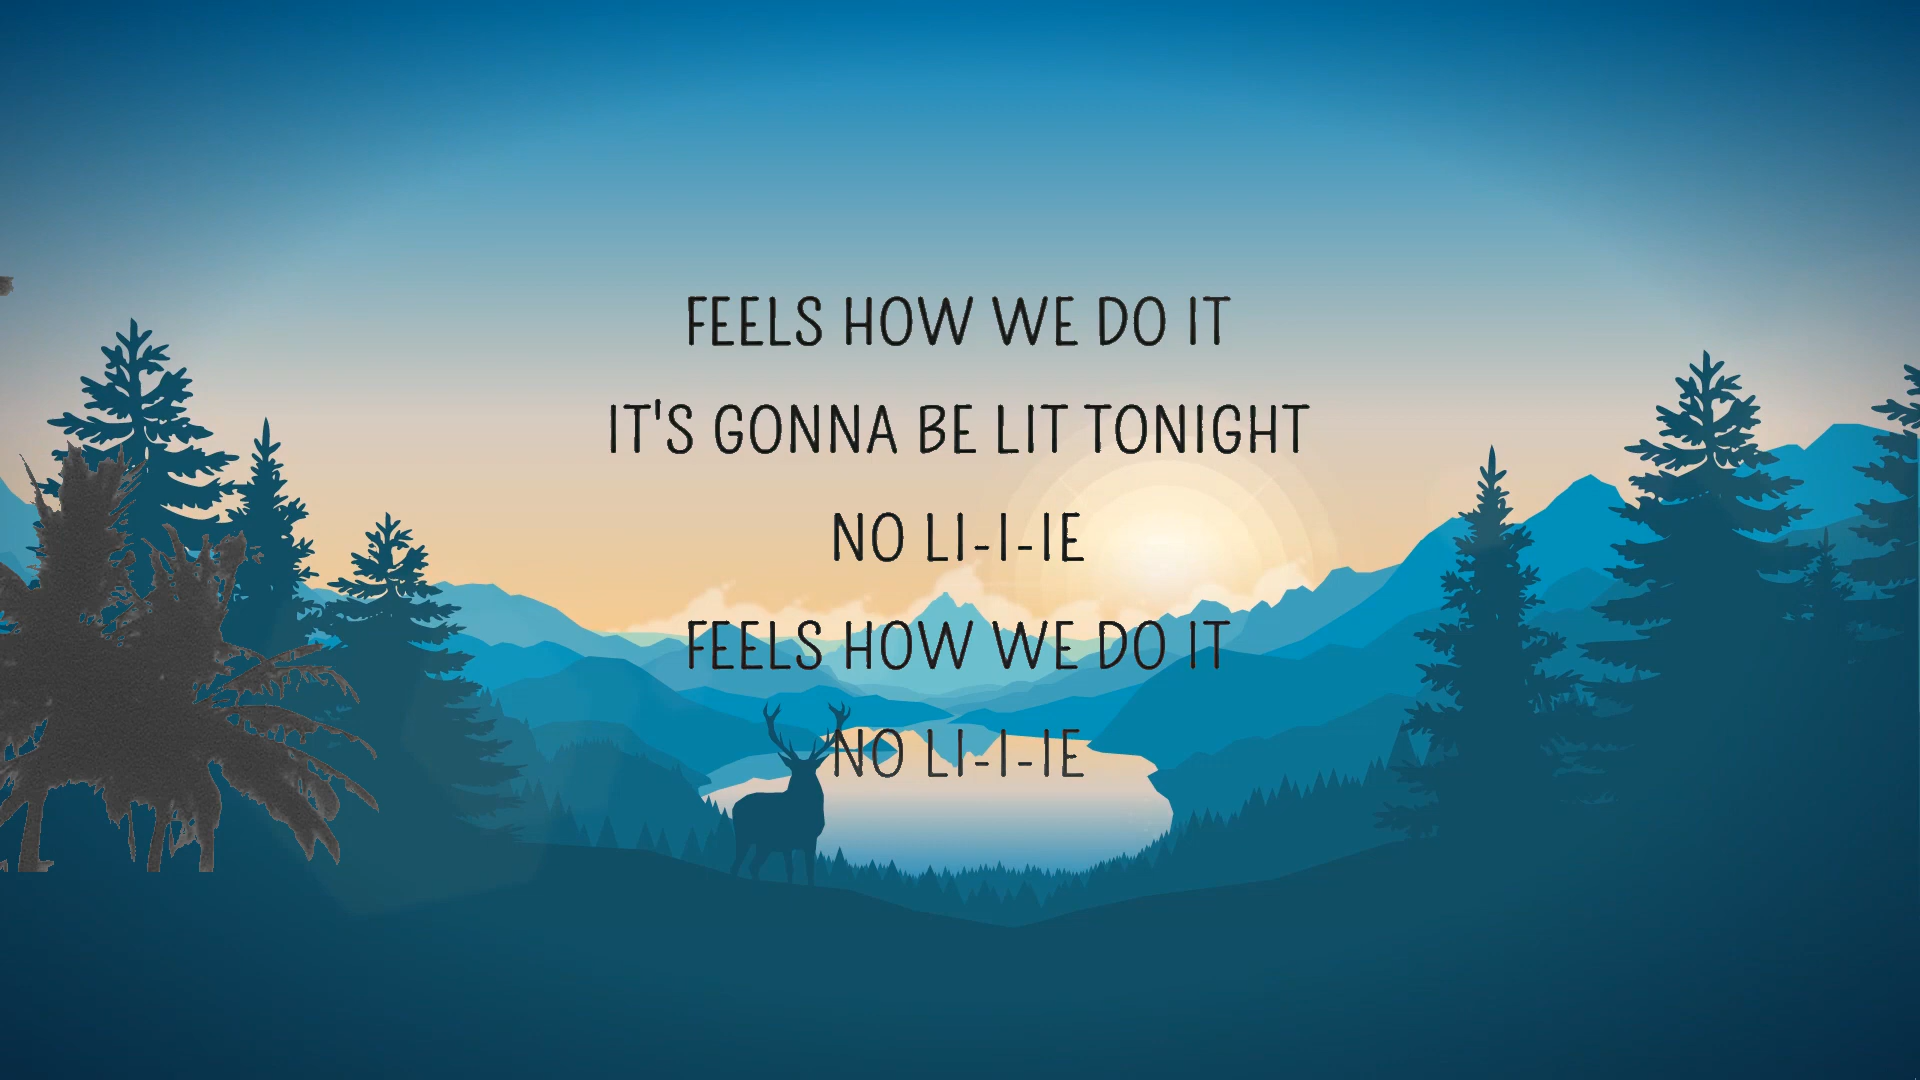 FEELS HOW WE DO IT
IT'S GONNA BE LIT TONIGHT
NO LI-I-IE
FEELS HOW WE DO IT
NO LI-I-IE